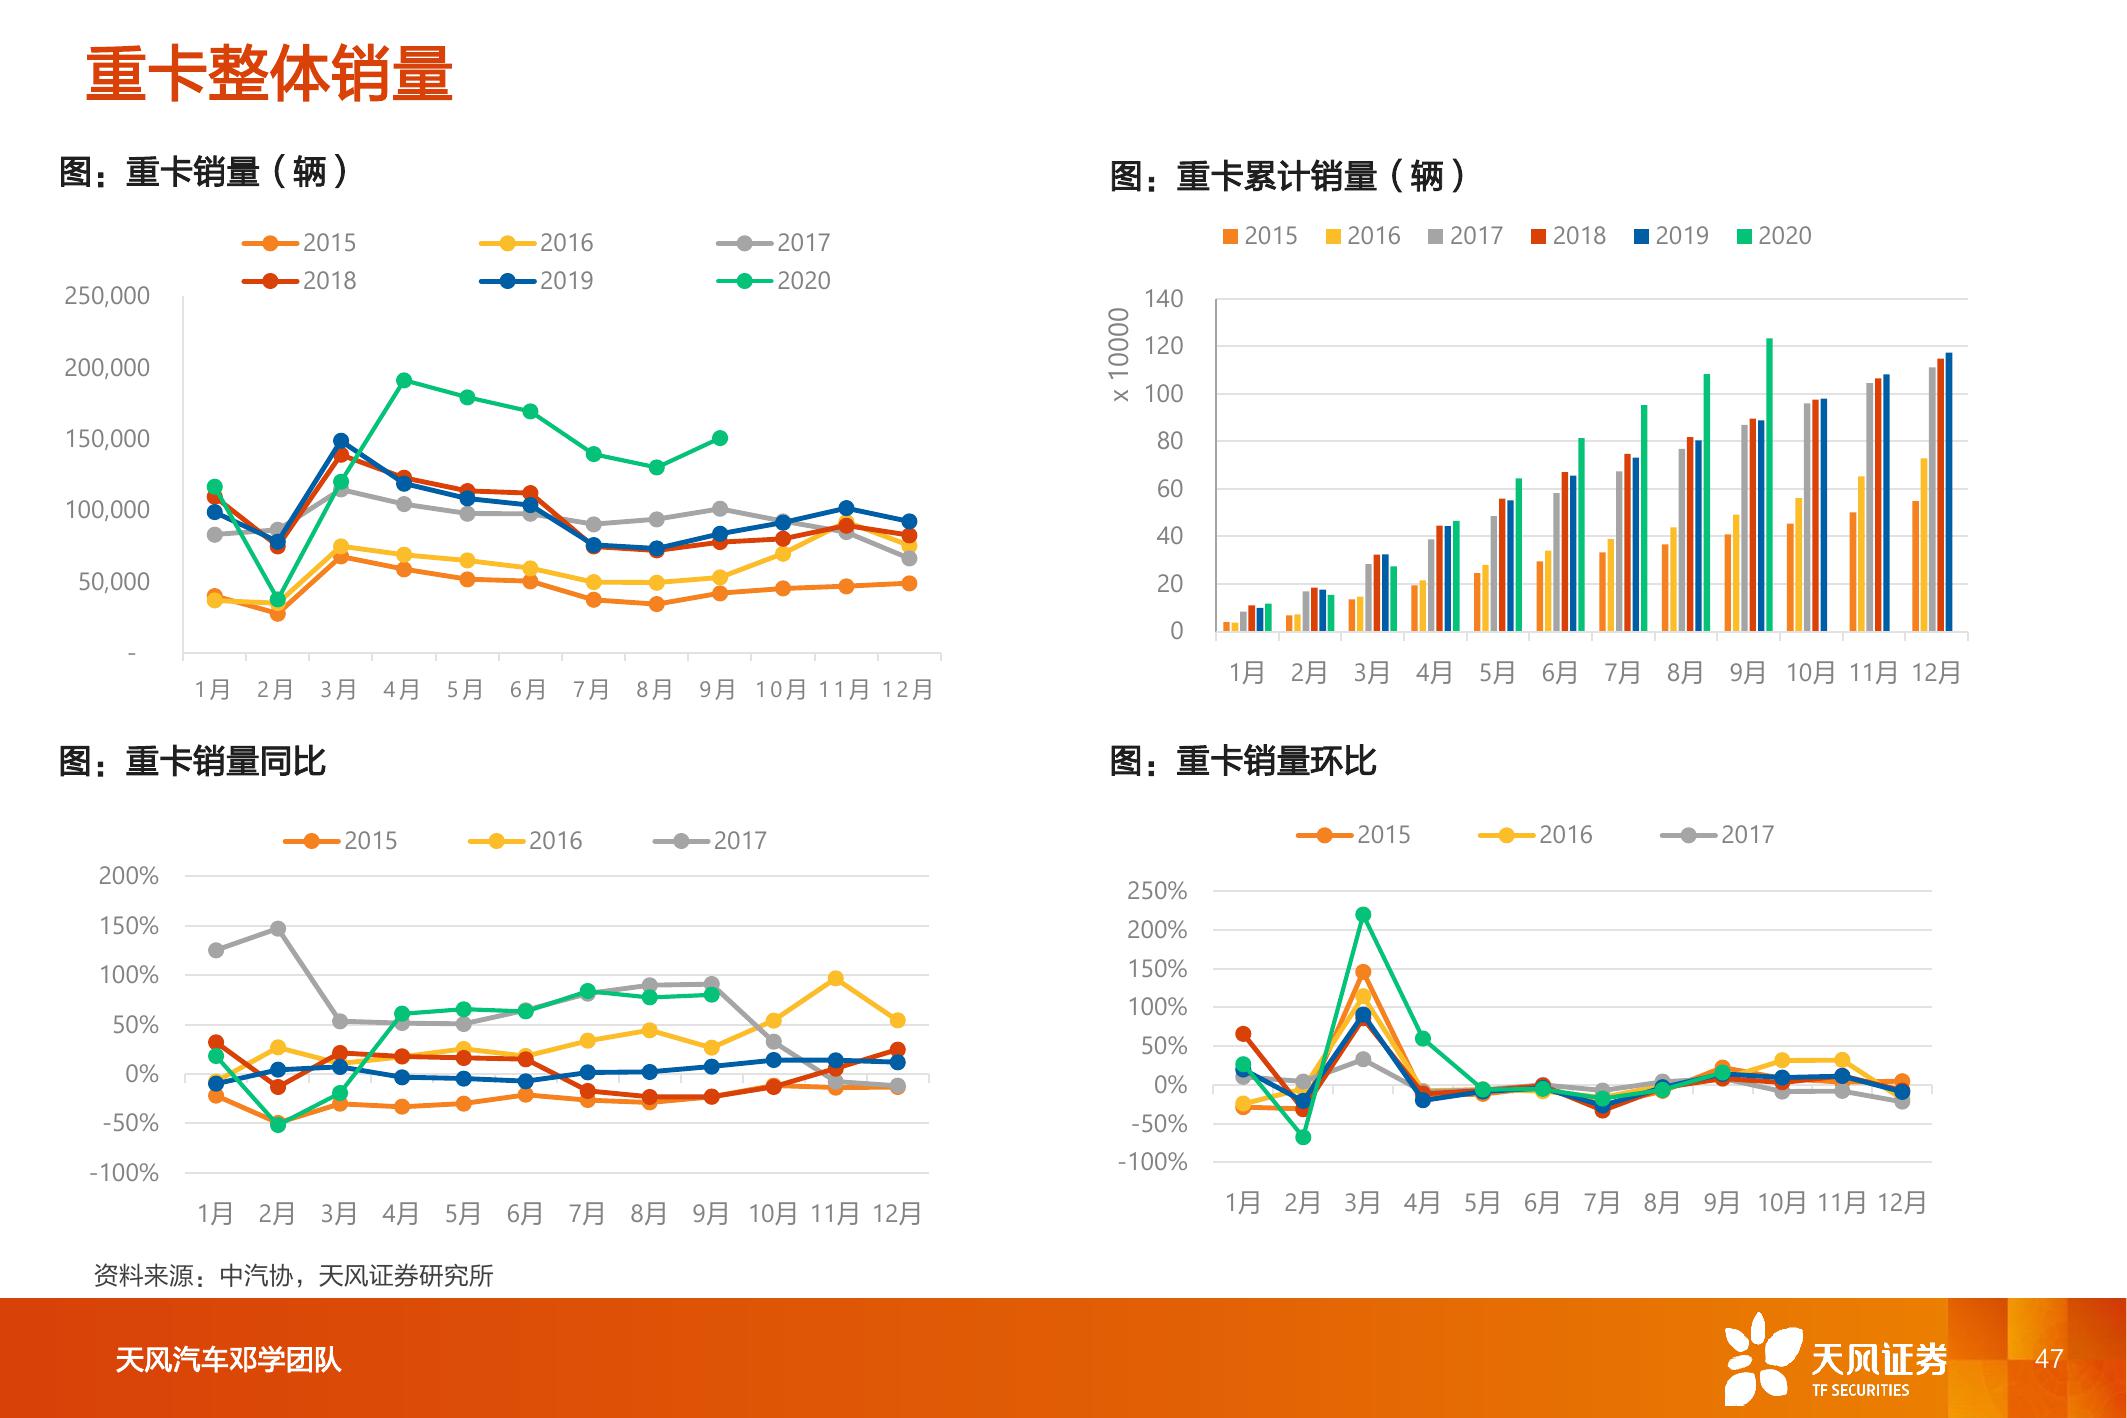 重卡整体销量
图：重卡销量（辆）
2015 2016 2017
2018 2019 2020
250,000
200,000
150,000
100,000
50,000
-
1月 2月 3月 4月 5月 6月 7月 8月 9月 10月 11月 12月
图：重卡累计销量（辆）
2015 2016 2017 2018 2019 2020
x 10000
140
120
100
80
60
40
20
0
1月 2月 3月 4月 5月 6月 7月 8月 9月 10月 11月 12月
图：重卡销量同比
2015 2016 2017
200%
150%
100%
50%
0%
-50%
-100%
1月 2月 3月 4月 5月 6月 7月 8月 9月 10月 11月 12月
图：重卡销量环比
2015 2016 2017
250%
200%
150%
100%
50%
0%
-50%
-100%
1月 2月 3月 4月 5月 6月 7月 8月 9月 10月 11月 12月
资料来源：中汽协，天风证券研究所
天风汽车邓学团队
天风证券
TF SECURITIES
47